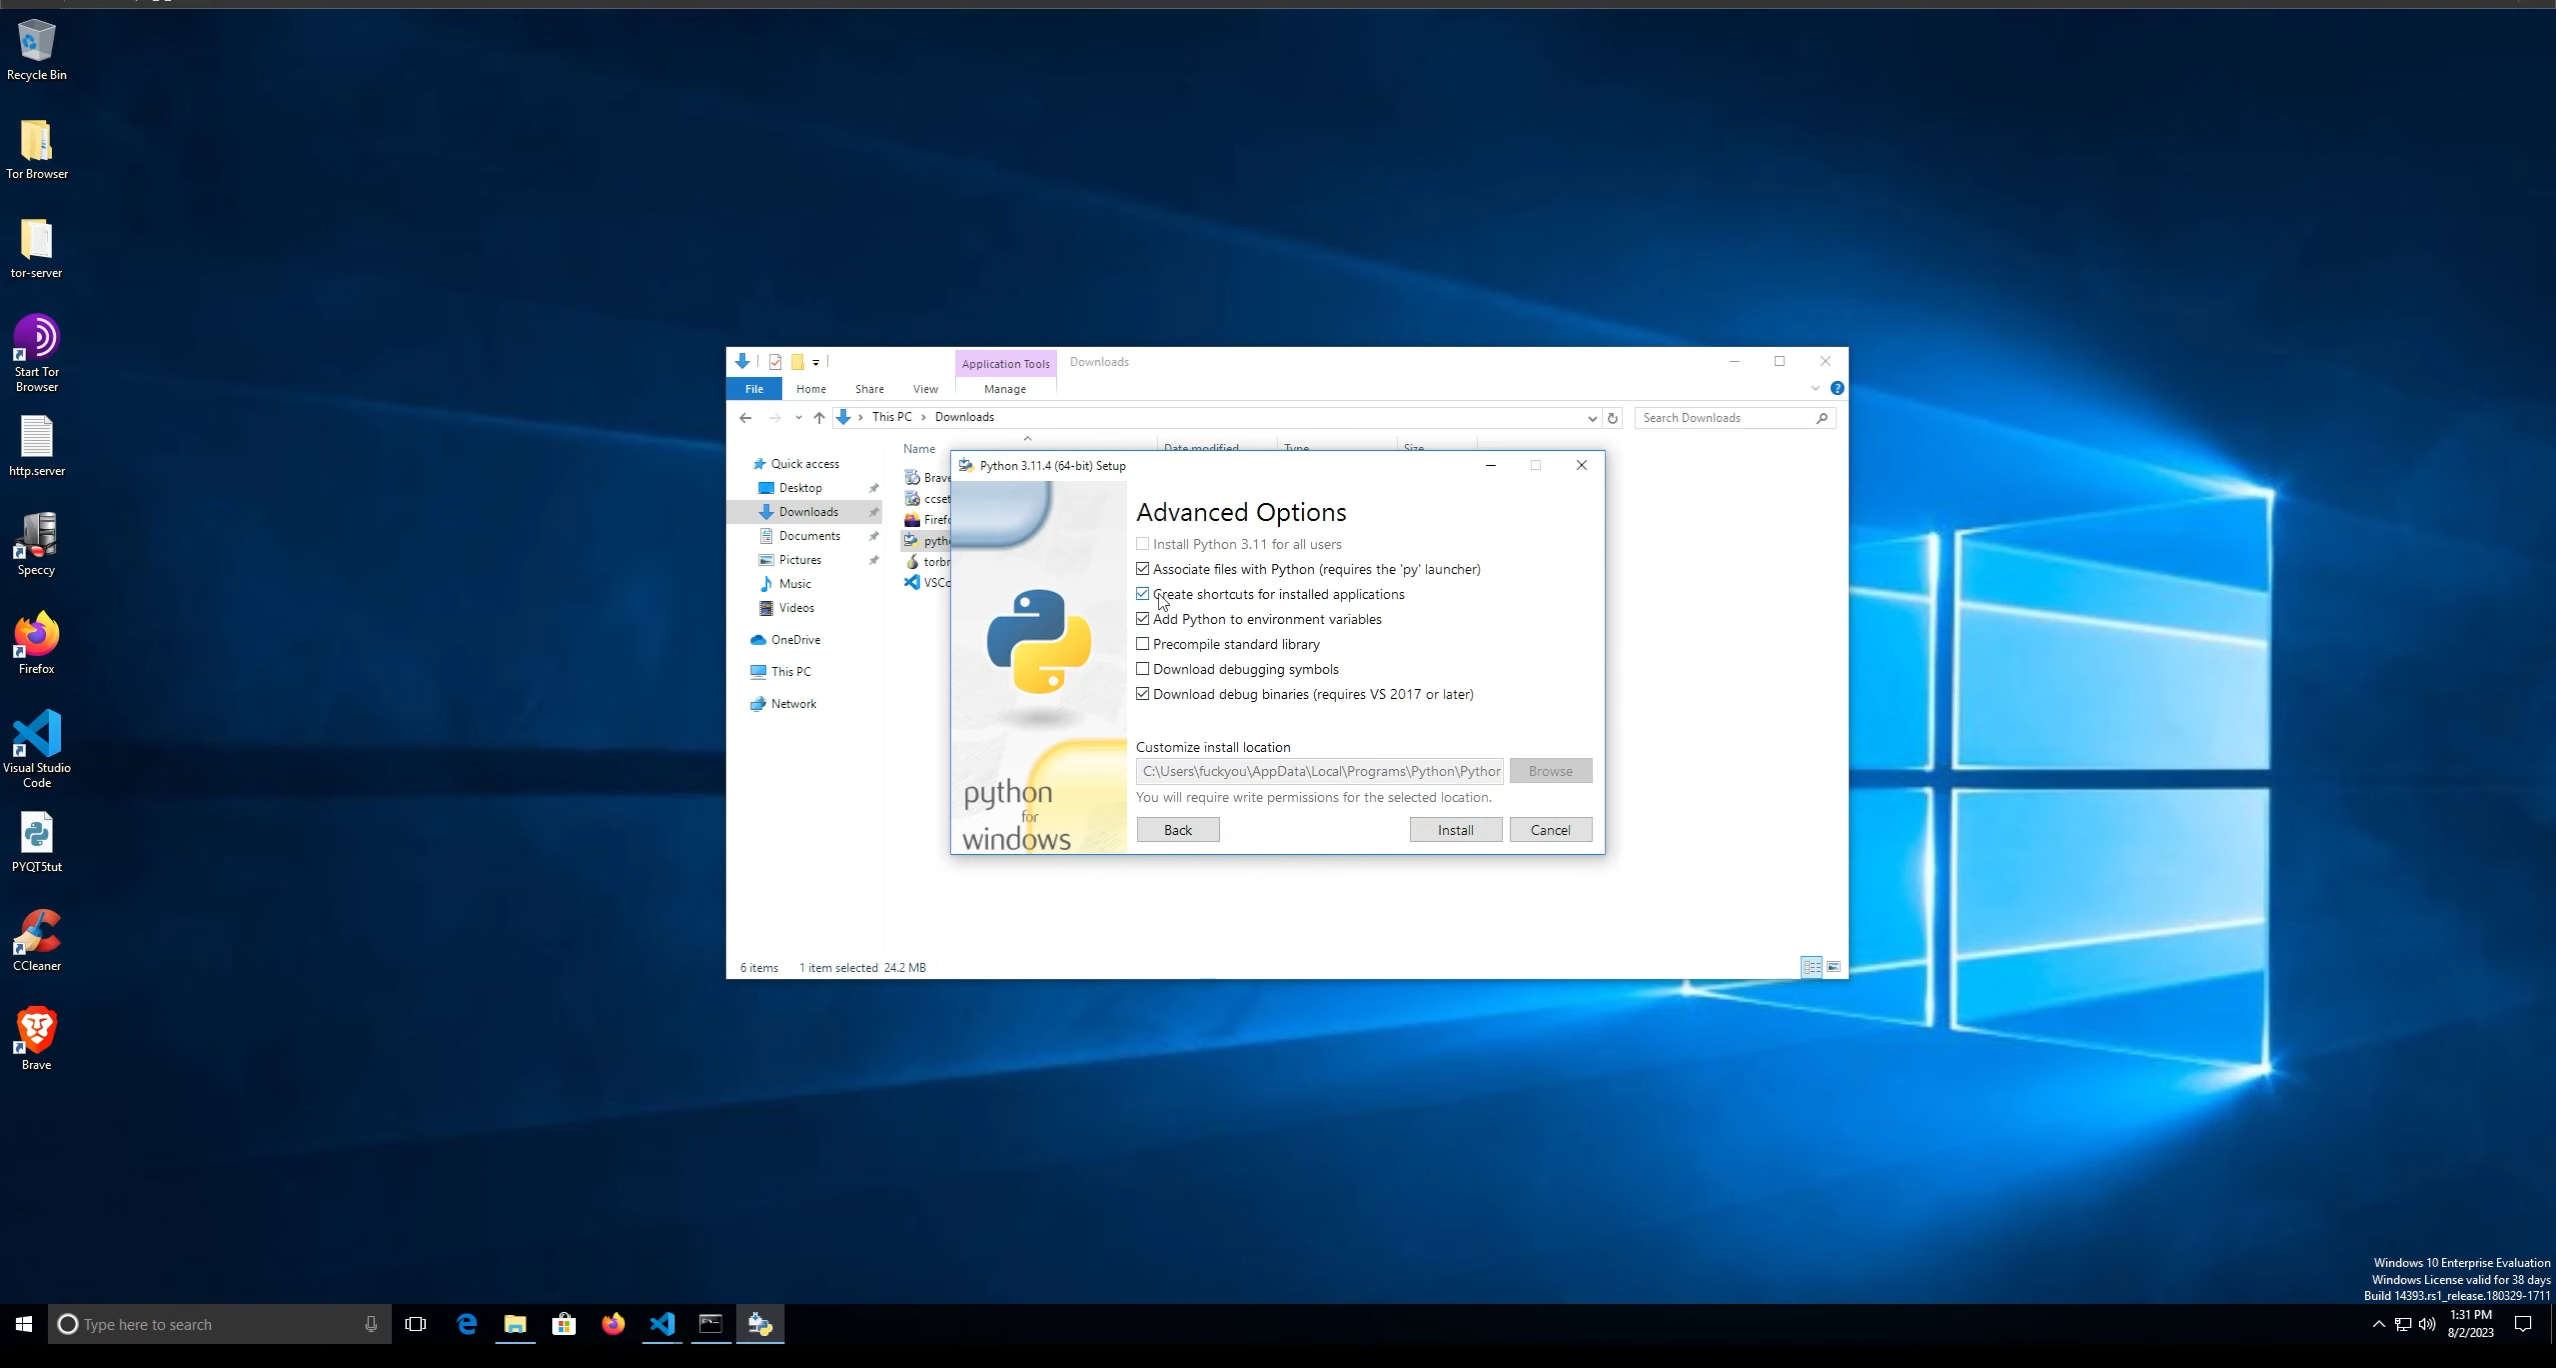 Recycle Bin
Tor Browser
tor-server
Start Tor
Browser
http.server
Speccy
Firefox
Visual Studio
Code
PYQT5tut
CCleaner
Brave
Application Tools
Downloads
File
Home
Share
View
Manage
This PC
Downloads
Search Downloads
Name
Date modified
Type
Size
Quick access
Desktop
Downloads
Documents
Pictures
Music
Videos
OneDrive
This PC
Network
Brave
ccset
Firefo
pytho
torbr
VSCo
Python 3.11.4 (64-bit) Setup
Advanced Options
Install Python 3.11 for all users
Associate files with Python (requires the 'py' launcher)
Create shortcuts for installed applications
Add Python to environment variables
Precompile standard library
Download debugging symbols
Download debug binaries (requires VS 2017 or later)
Customize install location
C:\Users\fuckyou\AppData\Local\Programs\Python\Pythor
Browse
You will require write permissions for the selected location.
python
for
windows
Back
Install
Cancel
6 items
1 item selected 24.2 MB
Windows 10 Enterprise Evaluation
Windows License valid for 38 days
Build 14393.rs1_release.180329-1711
Type here to search
1:31 PM
8/2/2023